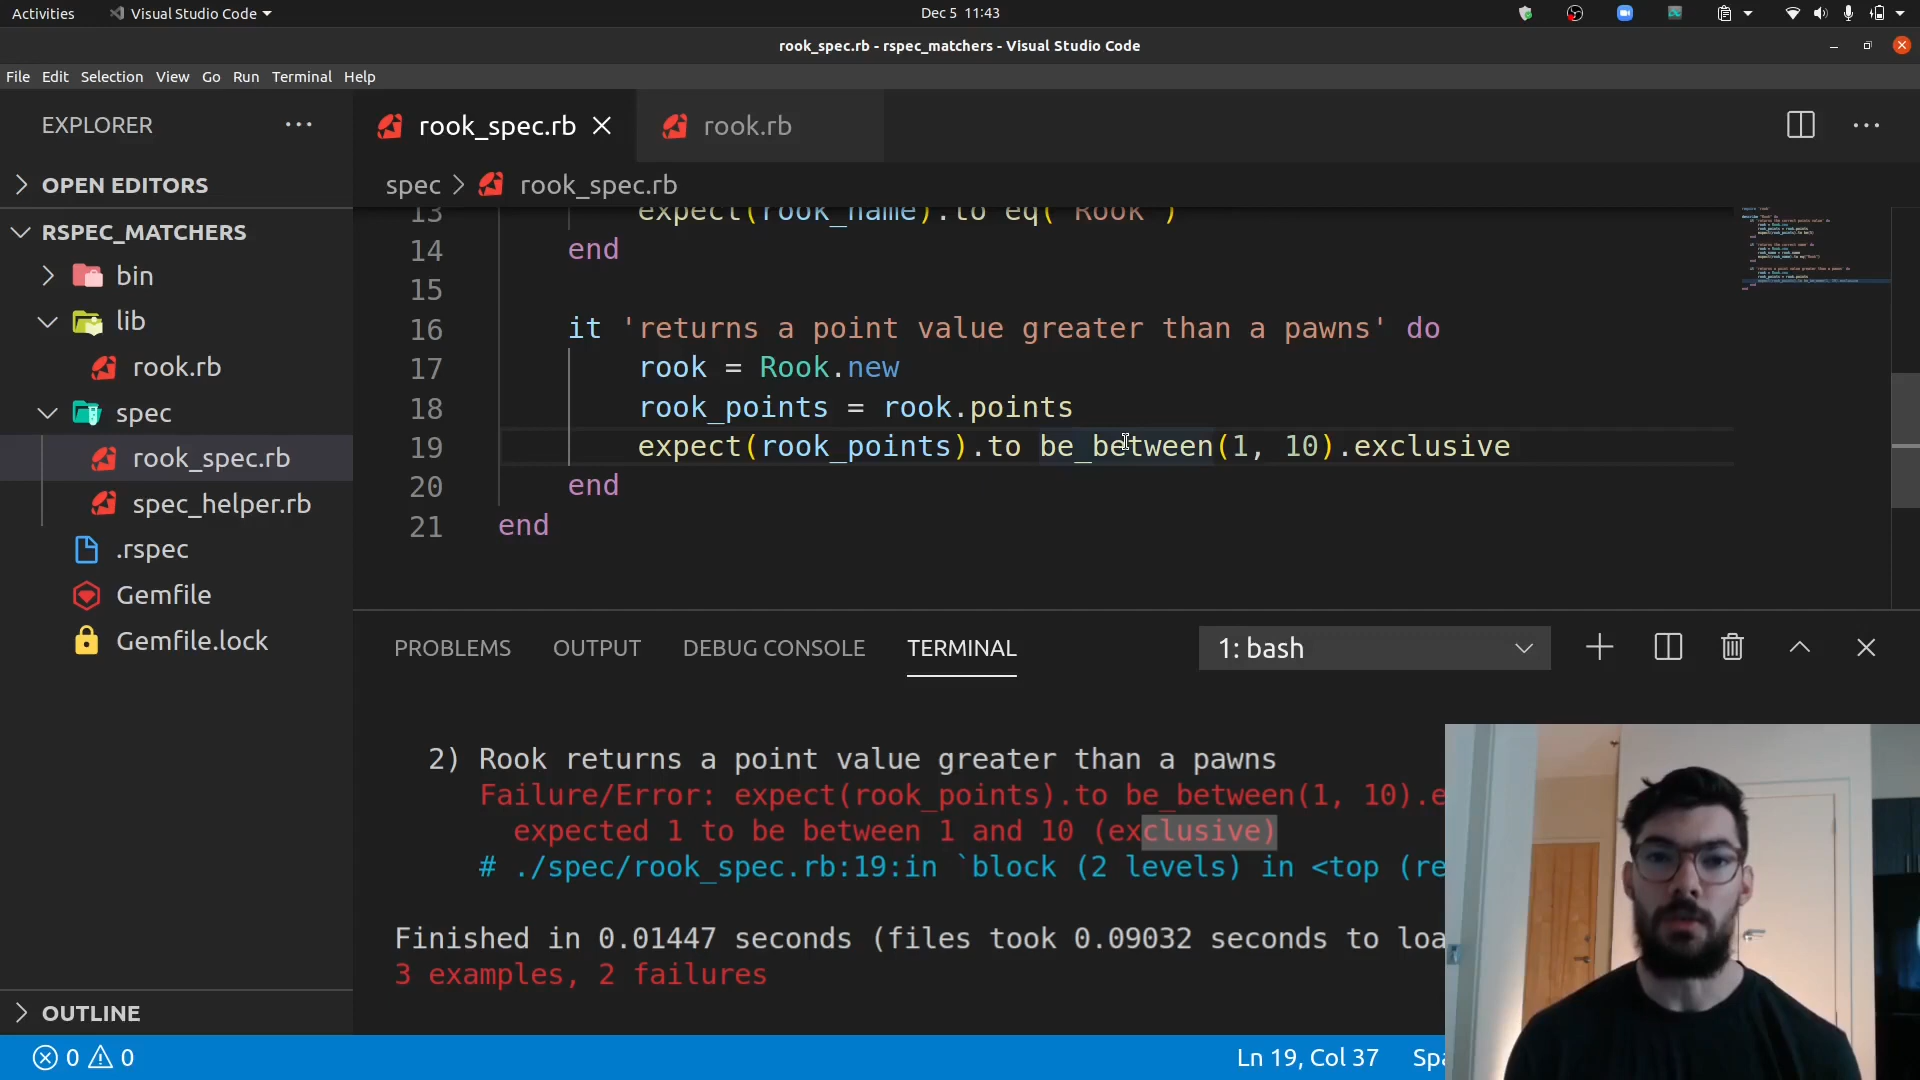 Activities
Visual Studio Code
Dec 5 11:43
rook_spec.rb - rspec_matchers - Visual Studio Code
File Edit Selection View Go Run Terminal Help
EXPLORER
OPEN EDITORS
RSPEC_MATCHERS
bin
lib
rook.rb
spec
rook_spec.rb
spec_helper.rb
.rspec
Gemfile
Gemfile.lock
OUTLINE
rook_spec.rb
rook.rb
spec > rook_spec.rb
13 expect(rook_name).to eq("Rook")
14 end
15
16 it 'returns a point value greater than a pawns' do
17 rook = Rook.new
18 rook_points = rook.points
19 expect(rook_points).to be_between(1, 10).exclusive
20 end
21 end
PROBLEMS OUTPUT DEBUG CONSOLE TERMINAL
1: bash
2) Rook returns a point value greater than a pawns
Failure/Error: expect(rook_points).to be_between(1, 10).e
expected 1 to be between 1 and 10 (exclusive)
# ./spec/rook_spec.rb:19:in `block (2 levels) in <top (re
Finished in 0.01447 seconds (files took 0.09032 seconds to loa
3 examples, 2 failures
0 0
Ln 19, Col 37
Spa